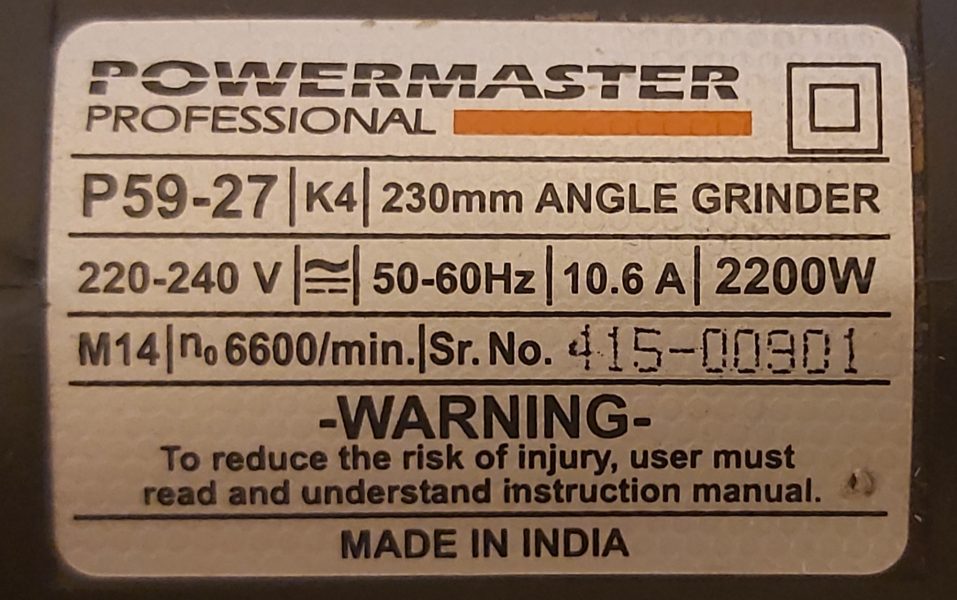 POWERMASTER
PROFESSIONAL
P59-27 | K4 | 230mm ANGLE GRINDER
220-240 V | ≅ | 50-60Hz | 10.6 A | 2200W
M14 | n₀ 6600/min. | Sr. No. 415-00901
-WARNING-
To reduce the risk of injury, user must
read and understand instruction manual.
MADE IN INDIA